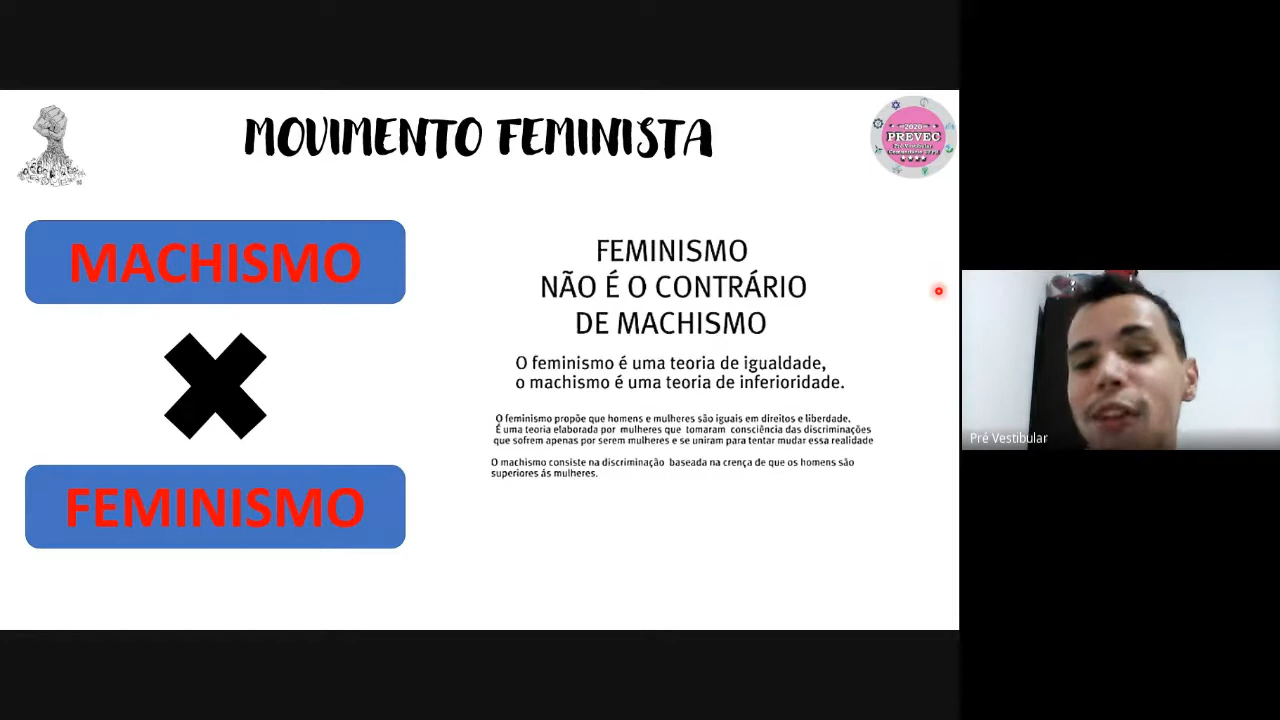 MOVIMENTO FEMINISTA
2020
PREVEC
Pré-Vestibular
MACHISMO
FEMINISMO
FEMINISMO
NÃO É O CONTRÁRIO
DE MACHISMO
O feminismo é uma teoria de igualdade,
o machismo é uma teoria de inferioridade.
O feminismo propõe que homens e mulheres são iguais em direitos e liberdade.
É uma teoria elaborada por mulheres que tomaram consciência das discriminações
que sofrem apenas por serem mulheres e se uniram para tentar mudar essa realidade
O machismo consiste na discriminação baseada na crença de que os homens são
superiores ás mulheres.
Pré Vestibular